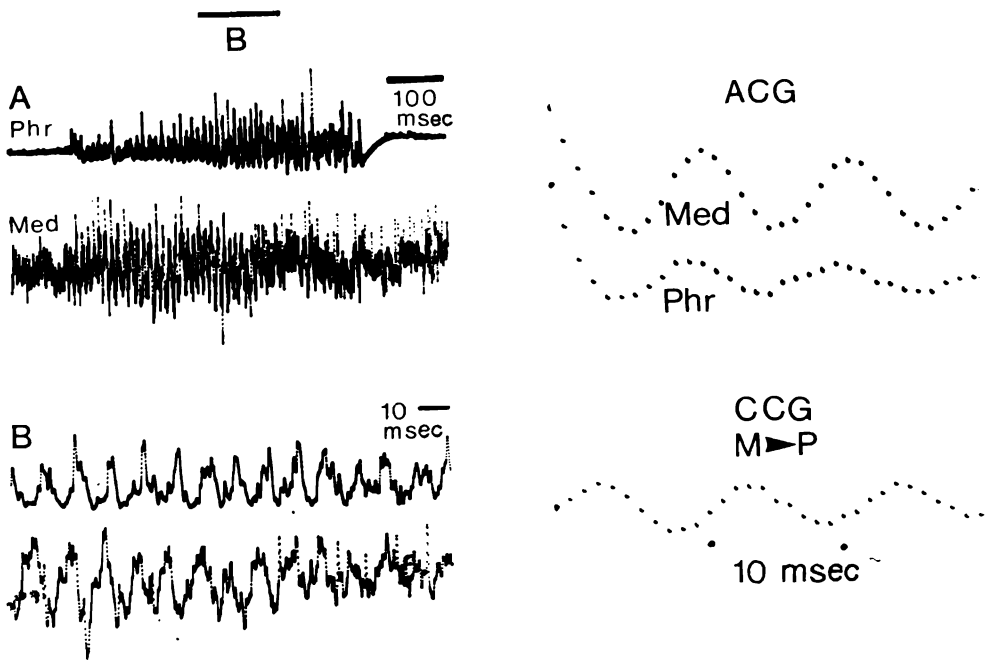 B
A
Phr
100
msec
Med
B
10
msec
ACG
Med
Phr
CCG
M►P
10 msec